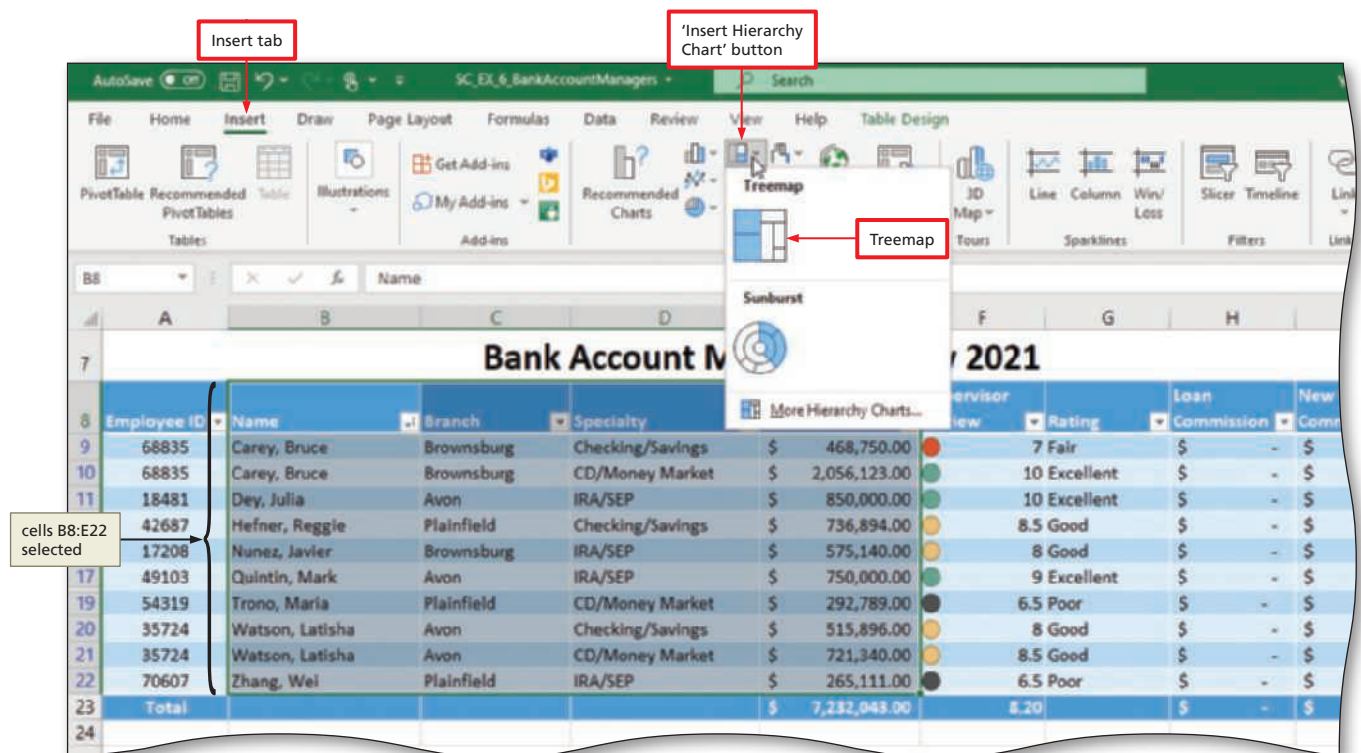 Insert tab
'Insert Hierarchy
Chart' button
AutoSave Off SC_EX_6_BankAccountManagers Search
File Home Insert Draw Page Layout Formulas Data Review View Help Table Design
PivotTable Recommended
PivotTables
Table
Illustrations
Get Add-ins
My Add-ins
Recommended
Charts
3D
Map
Line Column Win/
Loss
Slicer Timeline
Link
Tables Add-ins Tours Sparklines Filters Link
Treemap
Treemap
Sunburst
More Hierarchy Charts...
B8 fx Name
A B C D F G H
7 Bank Account M 2021
8 Employee ID Name Branch Specialty Rating Loan
Commission New
9 68835 Carey, Bruce Brownsburg Checking/Savings $ 468,750.00 7 Fair $ - $
10 68835 Carey, Bruce Brownsburg CD/Money Market $ 2,056,123.00 10 Excellent $ - $
11 18481 Dey, Julia Avon IRA/SEP $ 850,000.00 10 Excellent $ - $
42687 Hefner, Reggie Plainfield Checking/Savings $ 736,894.00 8.5 Good $ - $
17208 Nunez, Javier Brownsburg IRA/SEP $ 575,140.00 8 Good $ - $
17 49103 Quintin, Mark Avon IRA/SEP $ 750,000.00 9 Excellent $ - $
19 54319 Trono, Maria Plainfield CD/Money Market $ 292,789.00 6.5 Poor $ - $
20 35724 Watson, Latisha Avon Checking/Savings $ 515,896.00 8 Good $ - $
21 35724 Watson, Latisha Avon CD/Money Market $ 721,340.00 8.5 Good $ - $
22 70607 Zhang, Wei Plainfield IRA/SEP $ 265,111.00 6.5 Poor $ - $
23 Total $ 7,232,043.00 8.20 $ - $
24
cells B8:E22
selected